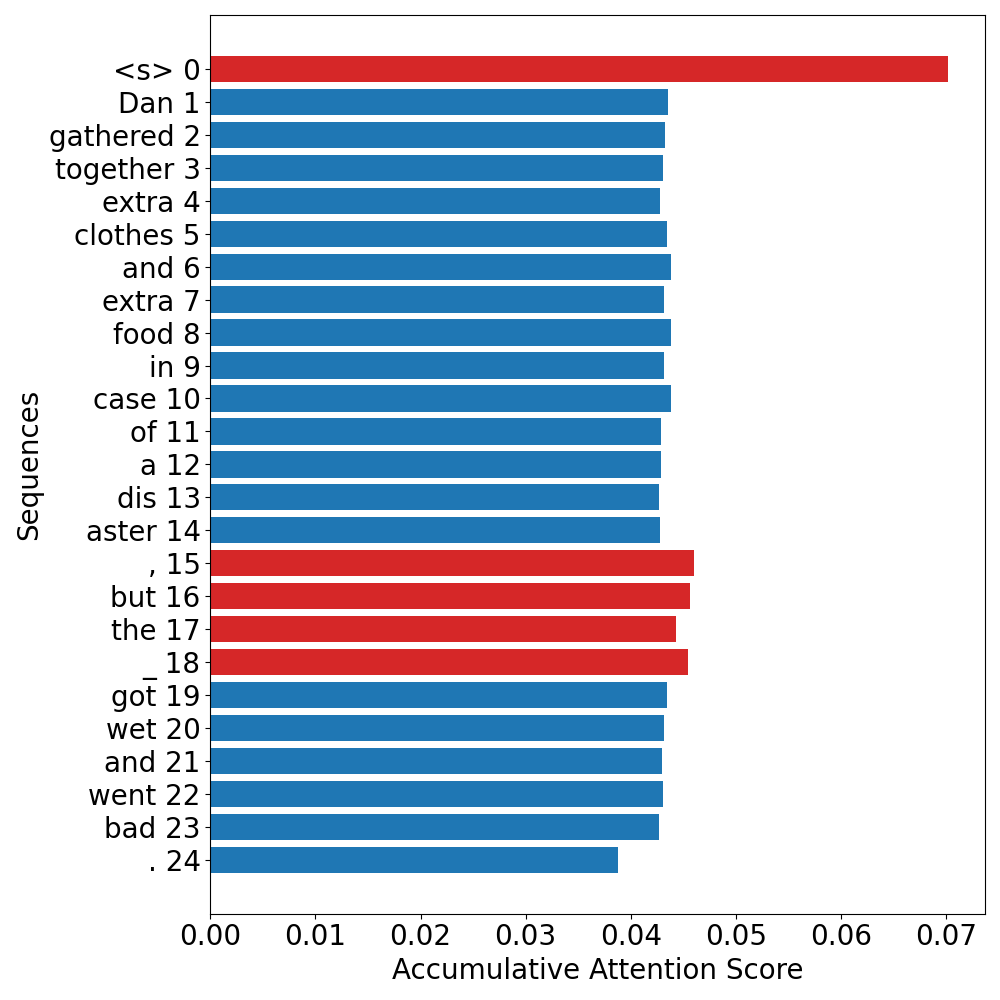 <s> 0
Dan 1
gathered 2
together 3
extra 4
clothes 5
and 6
extra 7
food 8
in 9
case 10
of 11
a 12
dis 13
aster 14
, 15
but 16
the 17
_ 18
got 19
wet 20
and 21
went 22
bad 23
. 24
Sequences
0.00 0.01 0.02 0.03 0.04 0.05 0.06 0.07
Accumulative Attention Score